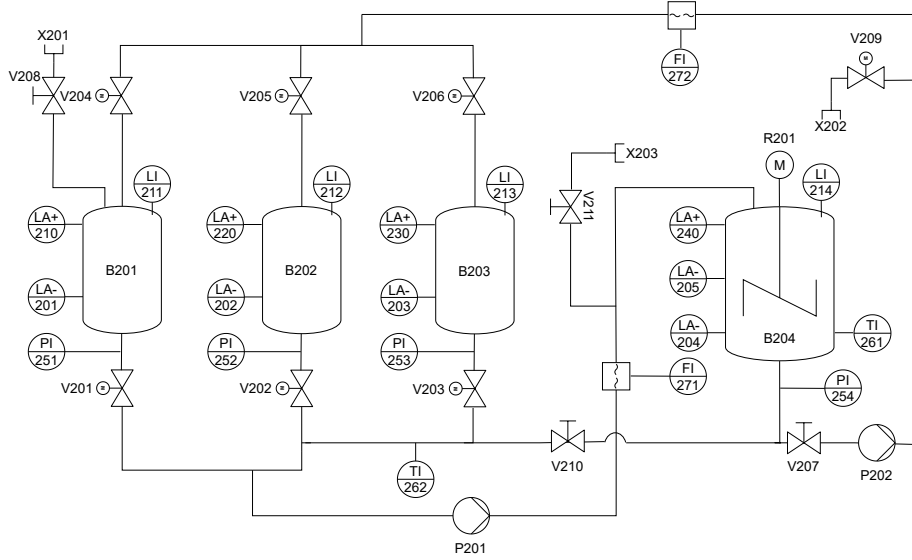 X201
V208
V204
V205
V206
FI
272
V209
M
X202
R201
M
X203
V211
LI
211
LI
212
LI
213
LI
214
LA+
210
LA+
220
LA+
230
LA+
240
B201
B202
B203
LA-
201
LA-
202
LA-
203
LA-
205
LA-
204
B204
TI
261
PI
251
PI
252
PI
253
FI
271
PI
254
V201
V202
V203
TI
262
V210
V207
P202
P201